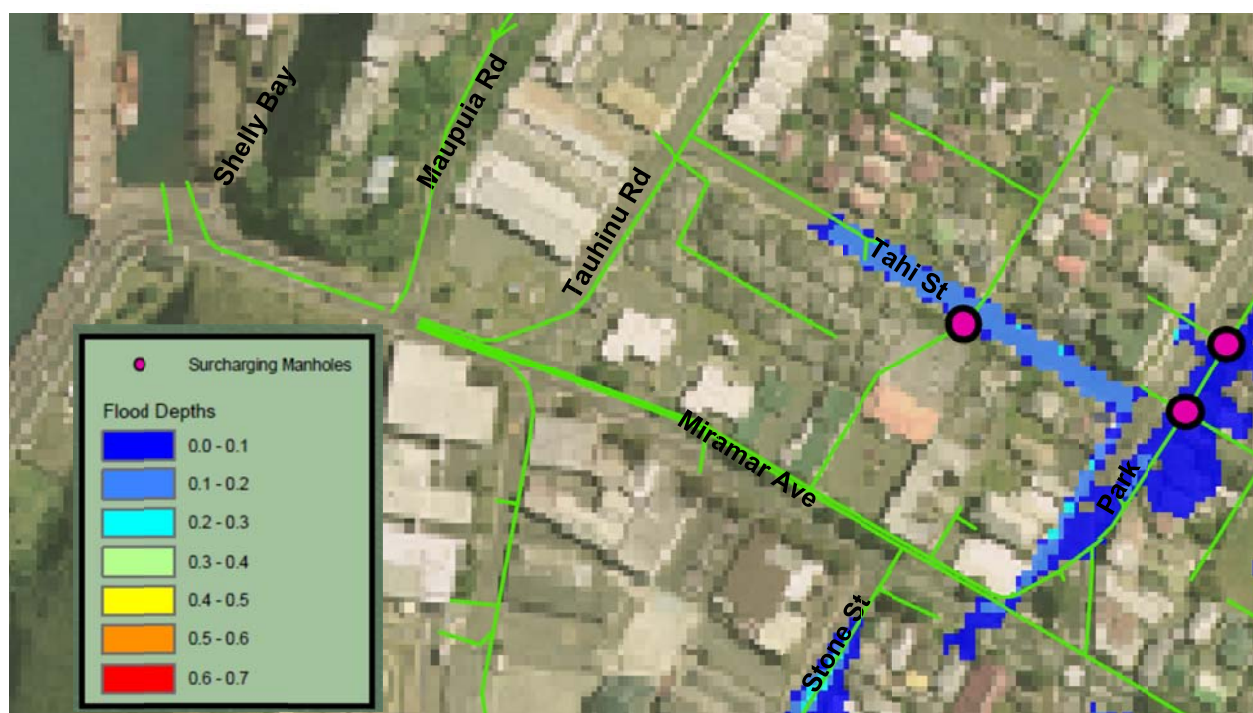 Shelly Bay
Maupuia Rd
Tauhinu Rd
Tahi St
Miramar Ave
Park
Stone St
Surcharging Manholes
Flood Depths
0.0 - 0.1
0.1 - 0.2
0.2 - 0.3
0.3 - 0.4
0.4 - 0.5
0.5 - 0.6
0.6 - 0.7